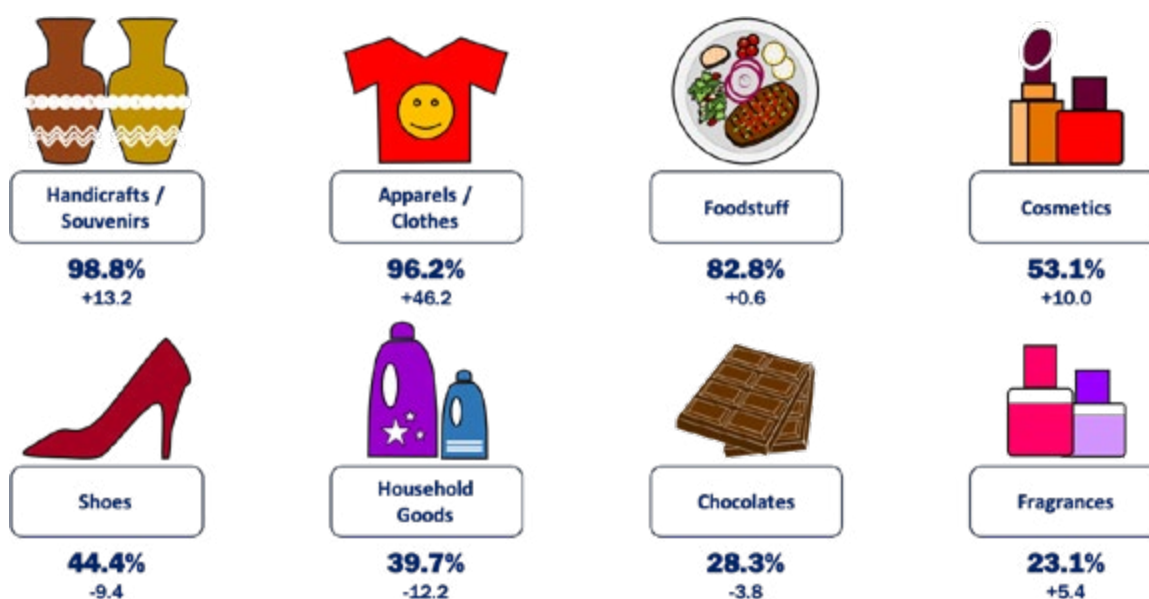 Handicrafts /
Souvenirs
98.8%
+13.2
Apparels /
Clothes
96.2%
+46.2
Foodstuff
82.8%
+0.6
Cosmetics
53.1%
+10.0
Shoes
44.4%
-9.4
Household
Goods
39.7%
-12.2
Chocolates
28.3%
-3.8
Fragrances
23.1%
+5.4